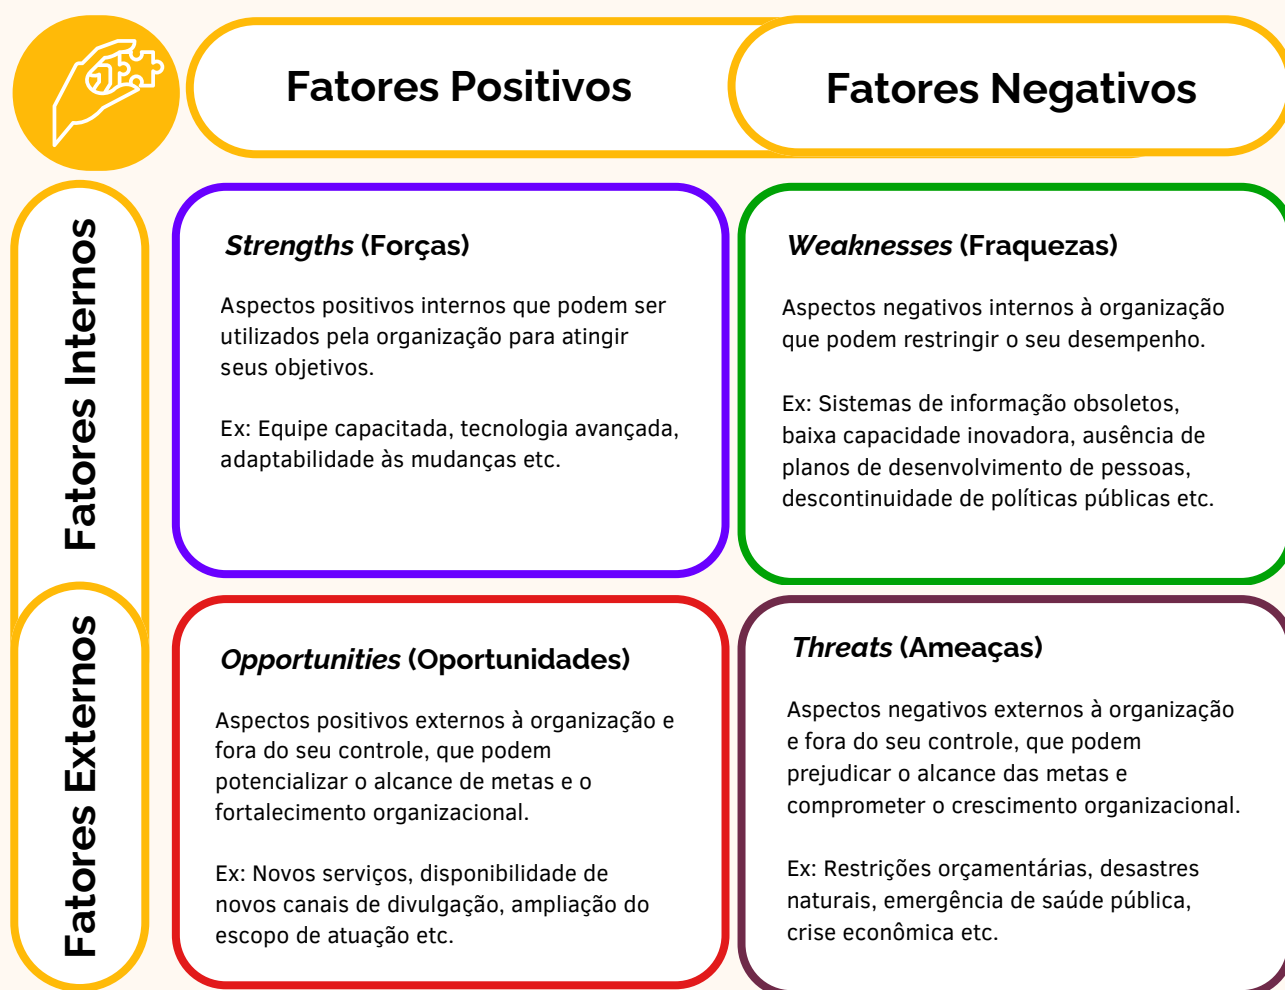 Fatores Positivos
Fatores Negativos
Fatores Internos
Strengths (Forças)
Aspectos positivos internos que podem ser
utilizados pela organização para atingir
seus objetivos.
Ex: Equipe capacitada, tecnologia avançada,
adaptabilidade às mudanças etc.
Weaknesses (Fraquezas)
Aspectos negativos internos à organização
que podem restringir o seu desempenho.
Ex: Sistemas de informação obsoletos,
baixa capacidade inovadora, ausência de
planos de desenvolvimento de pessoas,
descontinuidade de políticas públicas etc.
Fatores Externos
Opportunities (Oportunidades)
Aspectos positivos externos à organização e
fora do seu controle, que podem
potencializar o alcance de metas e o
fortalecimento organizacional.
Ex: Novos serviços, disponibilidade de
novos canais de divulgação, ampliação do
escopo de atuação etc.
Threats (Ameaças)
Aspectos negativos externos à organização
e fora do seu controle, que podem
prejudicar o alcance das metas e
comprometer o crescimento organizacional.
Ex: Restrições orçamentárias, desastres
naturais, emergência de saúde pública,
crise econômica etc.